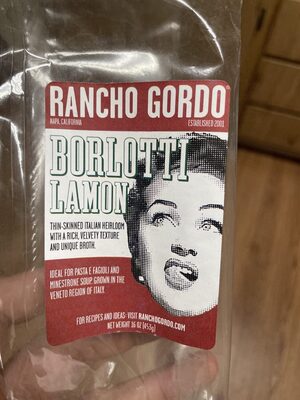 RANCHO GORDO
NAPA, CALIFORNIA ESTABLISHED 2001
BORLOTTI
LAMON
THIN-SKINNED ITALIAN HEIRLOOM
WITH A RICH, VELVETY TEXTURE
AND UNIQUE BROTH.
IDEAL FOR PASTA E FAGIOLI AND
MINESTRONE SOUP. GROWN IN THE
VENETO REGION OF ITALY.
FOR RECIPES AND IDEAS: VISIT RANCHOGORDO.COM
NET WEIGHT 16 OZ (453g)